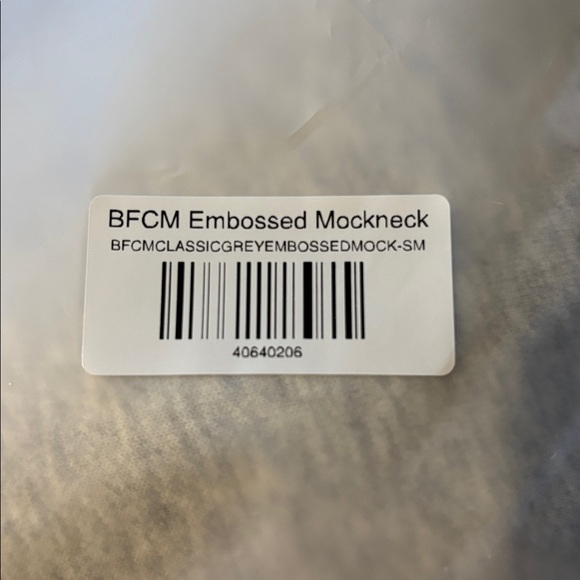 BFCM Embossed Mockneck
BFCMCLASSICGREYEMBOSSEDMOCK-SM
40640206